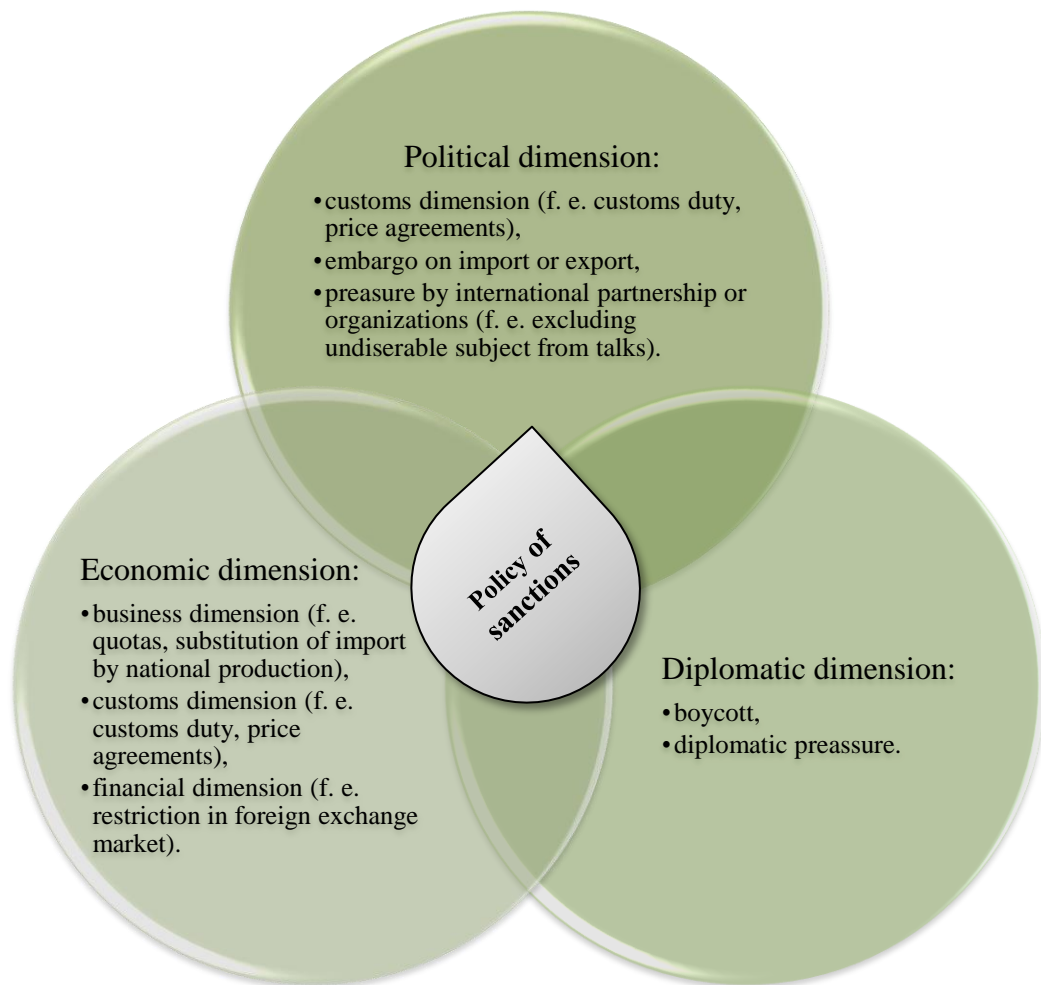 Political dimension:
•customs dimension (f. e. customs duty,
price agreements),
•embargo on import or export,
•preasure by international partnership or
organizations (f. e. excluding
undiserable subject from talks).
Policy of
sanctions
Economic dimension:
•business dimension (f. e.
quotas, substitution of import
by national production),
•customs dimension (f. e.
customs duty, price
agreements),
•financial dimension (f. e.
restriction in foreign exchange
market).
Diplomatic dimension:
•boycott,
•diplomatic preassure.